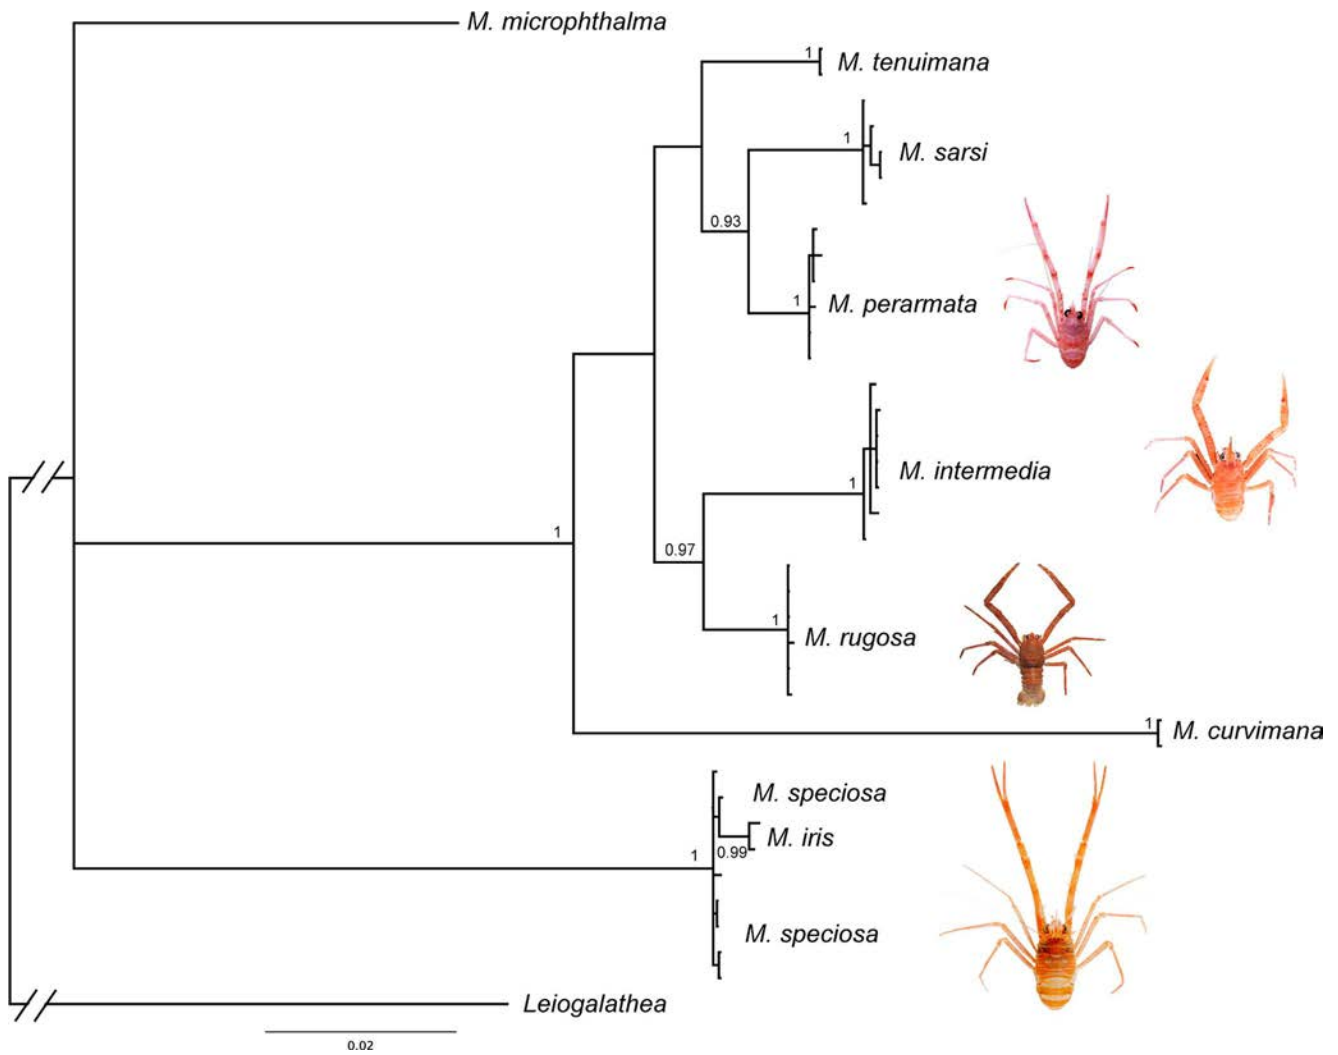 M. microphthalma
1
M. tenuimana
1
M. sarsi
0.93
1
M. perarmata
1
M. intermedia
1
0.97
1
M. rugosa
1
M. curvimana
M. speciosa
M. iris
1
0.99
M. speciosa
Leiogalathea
0.02